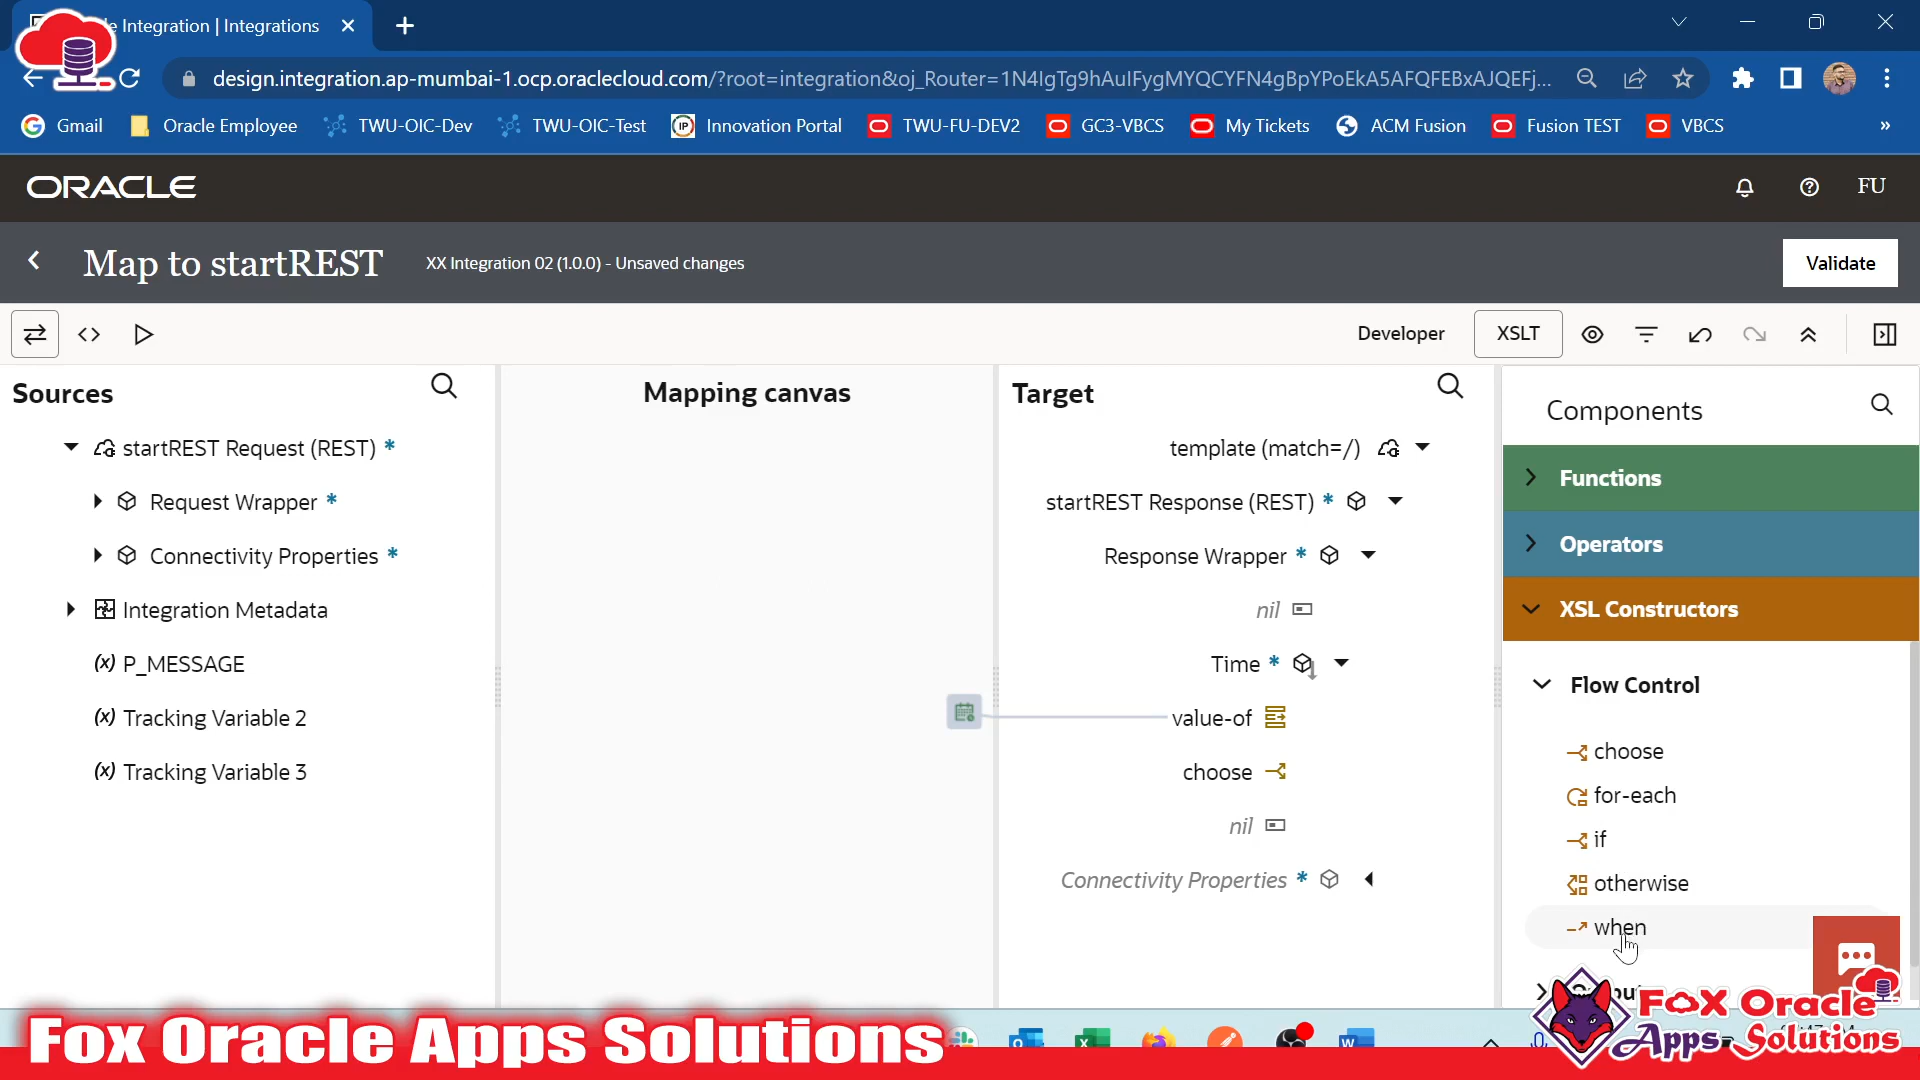 Integration | Integrations
design.integration.ap-mumbai-1.ocp.oraclecloud.com/?root=integration&oj_Router=1N4IgTg9hAuIFygMYQCYFN4gBpYPoEkA5AFQFEBxAJQEFj...
Gmail
Oracle Employee
TWU-OIC-Dev
TWU-OIC-Test
Innovation Portal
TWU-FU-DEV2
GC3-VBCS
My Tickets
ACM Fusion
Fusion TEST
VBCS
»
ORACLE
FU
Map to startREST
XX Integration 02 (1.0.0) - Unsaved changes
Validate
Developer
XSLT
Sources
Mapping canvas
Target
Components
startREST Request (REST) *
Request Wrapper *
Connectivity Properties *
Integration Metadata
(x) P_MESSAGE
(x) Tracking Variable 2
(x) Tracking Variable 3
template (match=/)
startREST Response (REST) *
Response Wrapper *
nil
Time *
value-of
choose
nil
Connectivity Properties *
Functions
Operators
XSL Constructors
Flow Control
choose
for-each
if
otherwise
when
Fox Oracle Apps Solutions
FoX Oracle
Apps Solutions